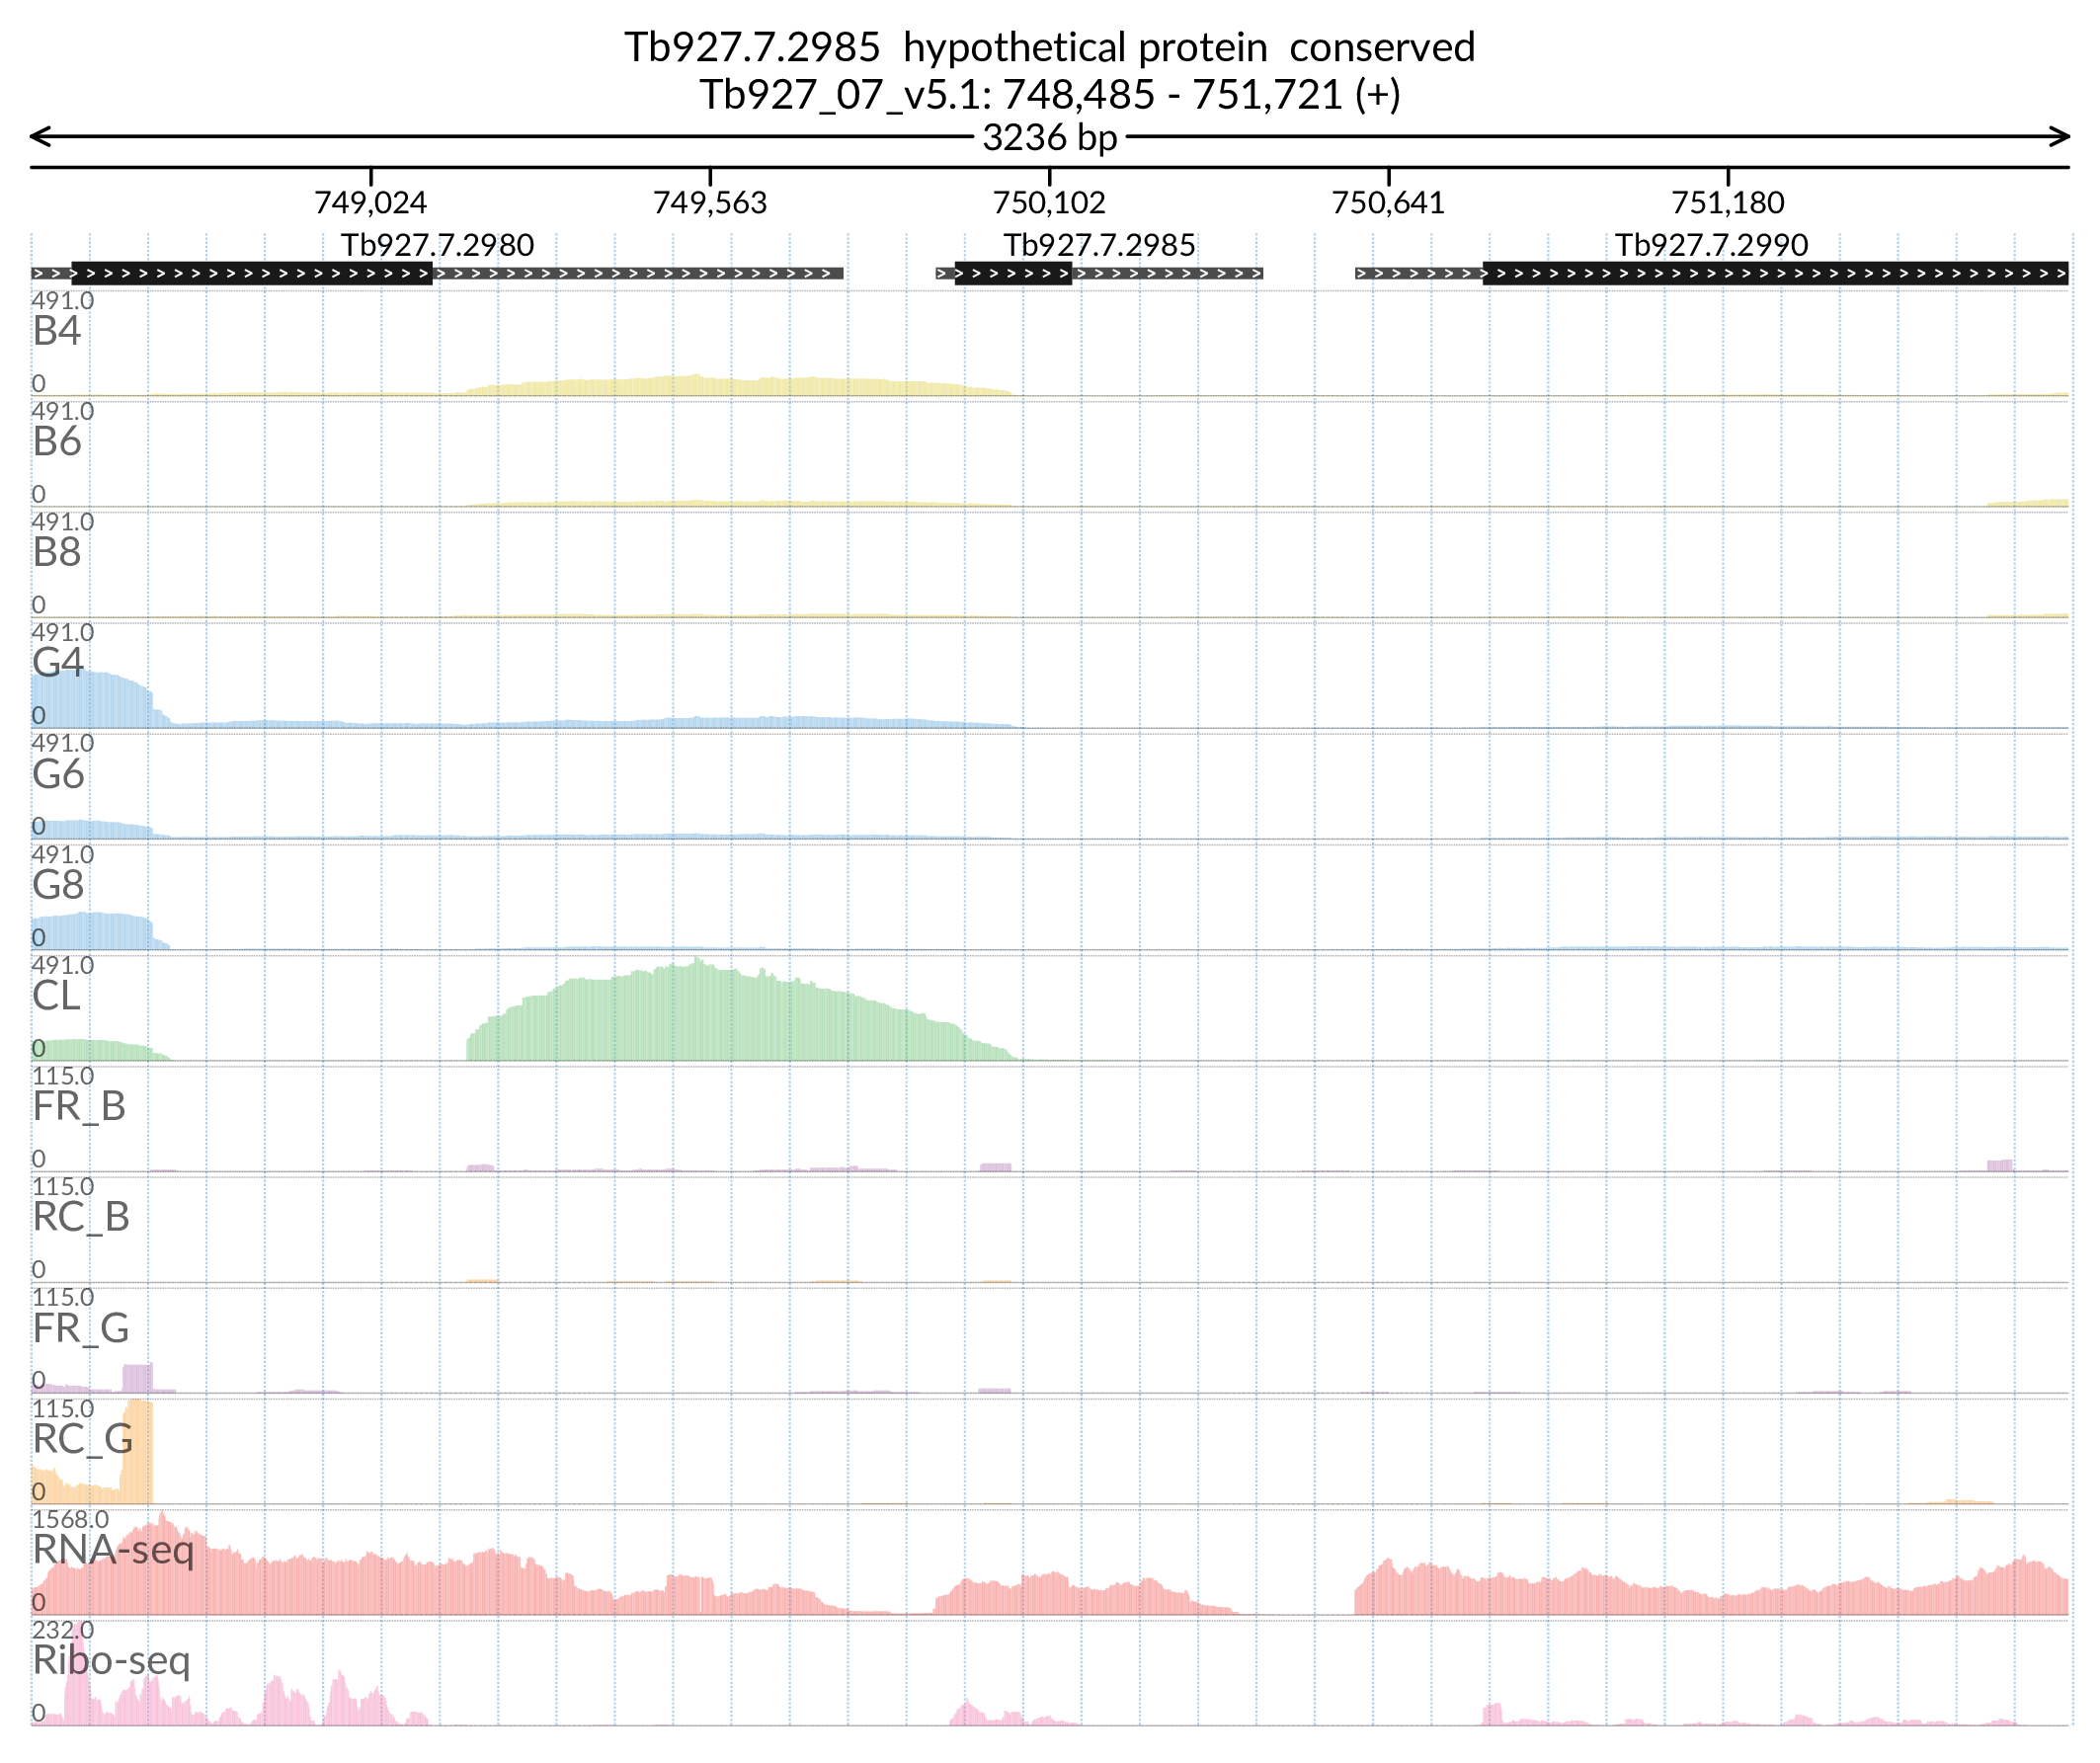 Tb927.7.2985 hypothetical protein conserved
Tb927_07_v5.1: 748,485 - 751,721 (+)
3236 bp
749,024 749,563 750,102 750,641 751,180
Tb927.7.2980 Tb927.7.2985 Tb927.7.2990
491.0
B4
0
491.0
B6
0
491.0
B8
0
491.0
G4
0
491.0
G6
0
491.0
G8
0
491.0
CL
0
115.0
FR_B
0
115.0
RC_B
0
115.0
FR_G
0
115.0
RC_G
0
1568.0
RNA-seq
0
232.0
Ribo-seq
0